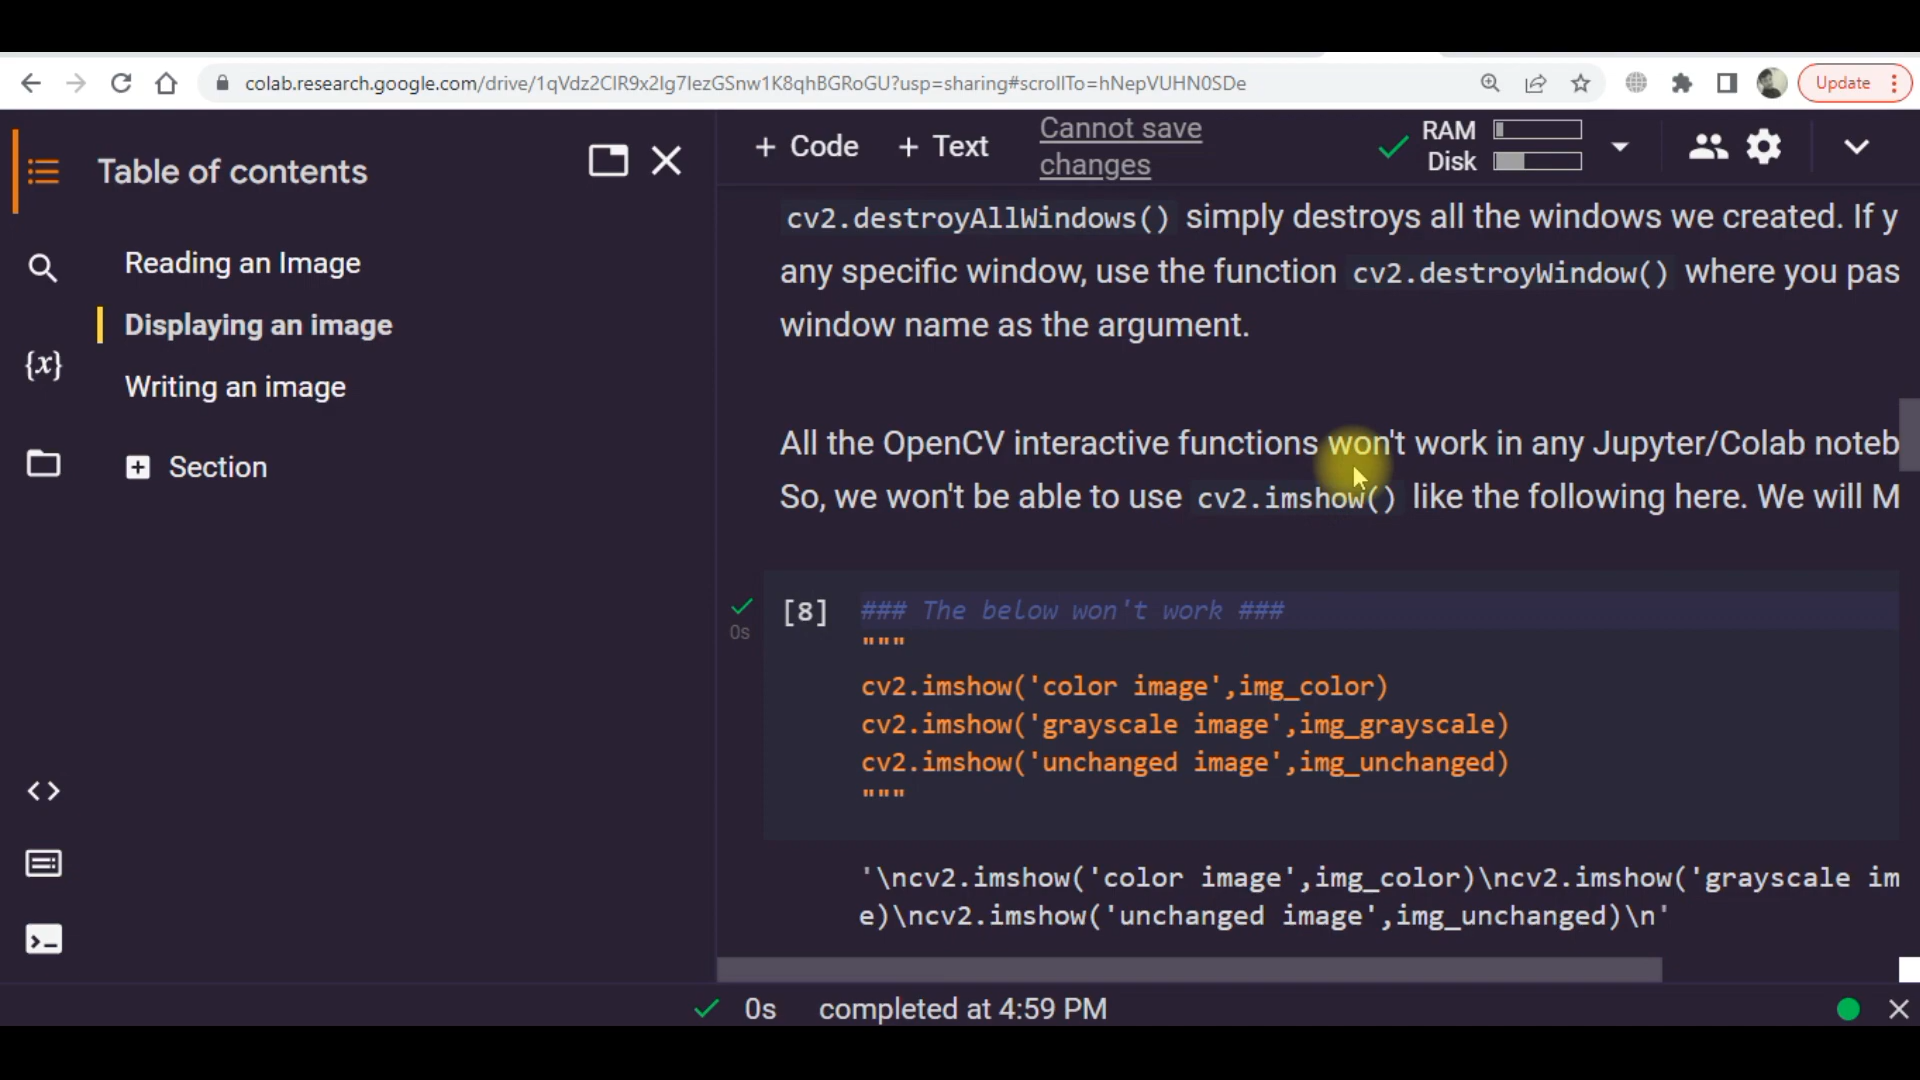 colab.research.google.com/drive/1qVdz2ClR9x2Ig7IezGSnw1K8qhBGRoGU?usp=sharing#scrollTo=hNepVUHN0SDe
Update
Table of contents
+ Code + Text
Cannot save
changes
RAM
Disk
Reading an Image
Displaying an image
Writing an image
Section
{x}
cv2.destroyAllWindows() simply destroys all the windows we created. If y
any specific window, use the function cv2.destroyWindow() where you pas
window name as the argument.
All the OpenCV interactive functions won't work in any Jupyter/Colab noteb
So, we won't be able to use cv2.imshow() like the following here. We will M
[8]
0s
### The below won't work ###
"""
cv2.imshow('color image',img_color)
cv2.imshow('grayscale image',img_grayscale)
cv2.imshow('unchanged image',img_unchanged)
"""
'\ncv2.imshow('color image',img_color)\ncv2.imshow('grayscale im
e)\ncv2.imshow('unchanged image',img_unchanged)\n'
0s completed at 4:59 PM